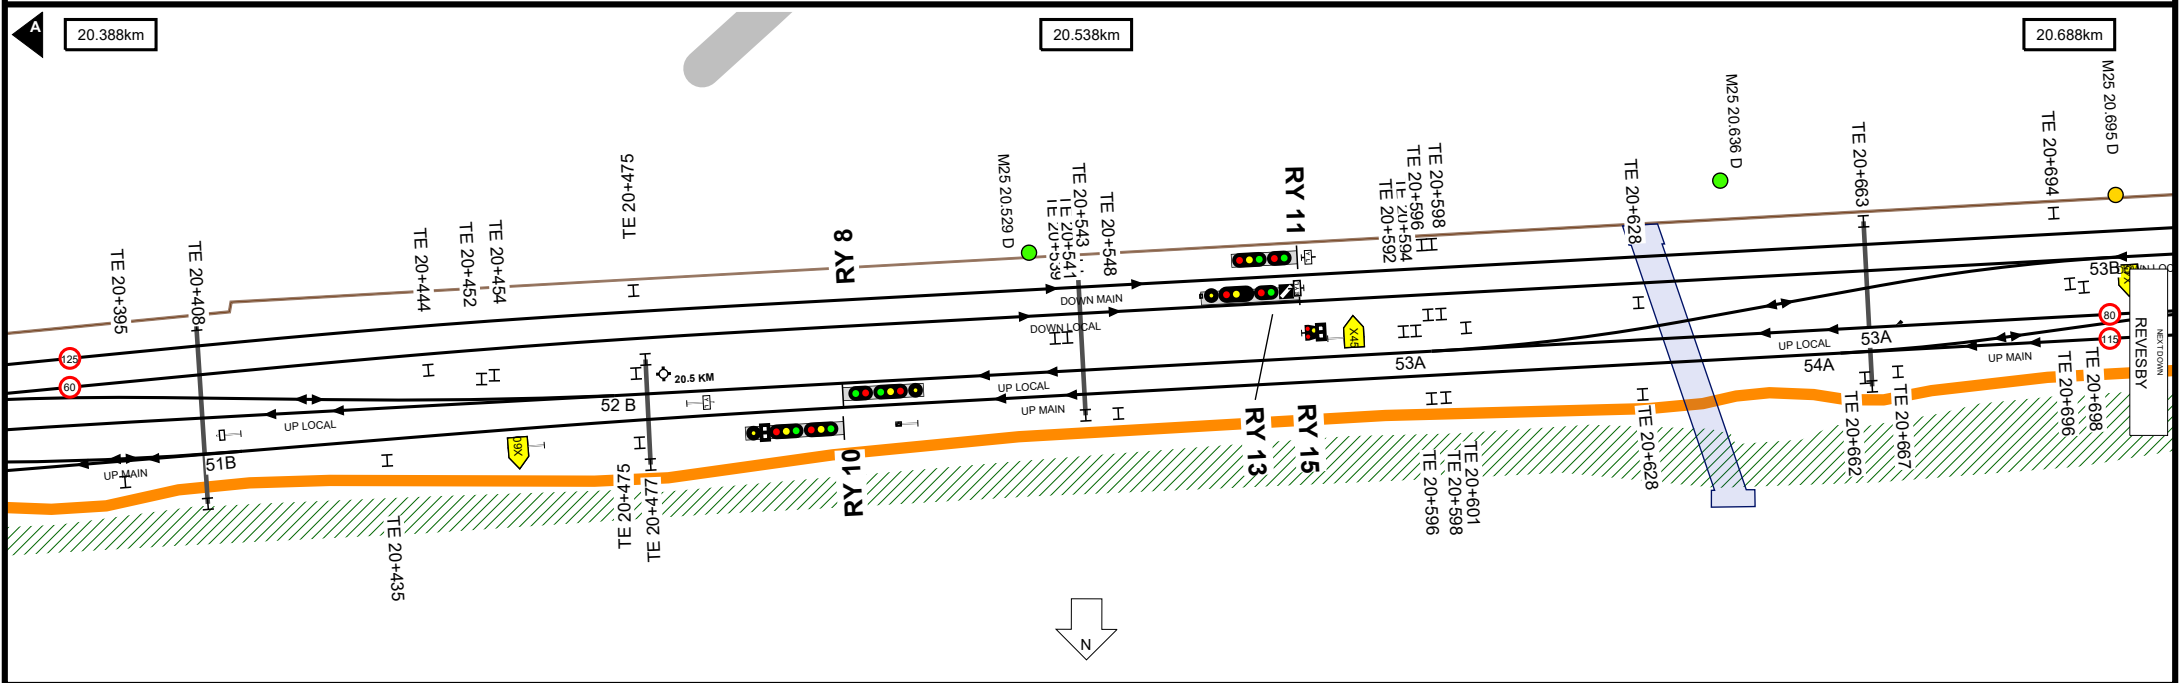 A
20.388km
20.538km
20.688km
TE 20+395
TE 20+408
TE 20+444
TE 20+452
TE 20+454
TE 20+475
RY 8
M25 20.529 D
TE 20+539
TE 20+541
TE 20+543
TE 20+548
RY 11
TE 20+592
TE 20+594
TE 20+596
TE 20+598
TE 20+628
M25 20.636 D
TE 20+663
TE 20+694
M25 20.695 D
125
60
DOWN MAIN
DOWN LOCAL
20.5 KM
52 B
UP LOCAL
UP MAIN
51B
UP LOCAL
UP MAIN
X45
53A
UP LOCAL
53A
54A
UP MAIN
53B
80
115
REVESBY
NEXT DOWN
TE 20+435
TE 20+475
TE 20+477
RY 10
RY 13
RY 15
TE 20+596
TE 20+598
TE 20+601
TE 20+628
TE 20+662
TE 20+667
TE 20+696
TE 20+698
N